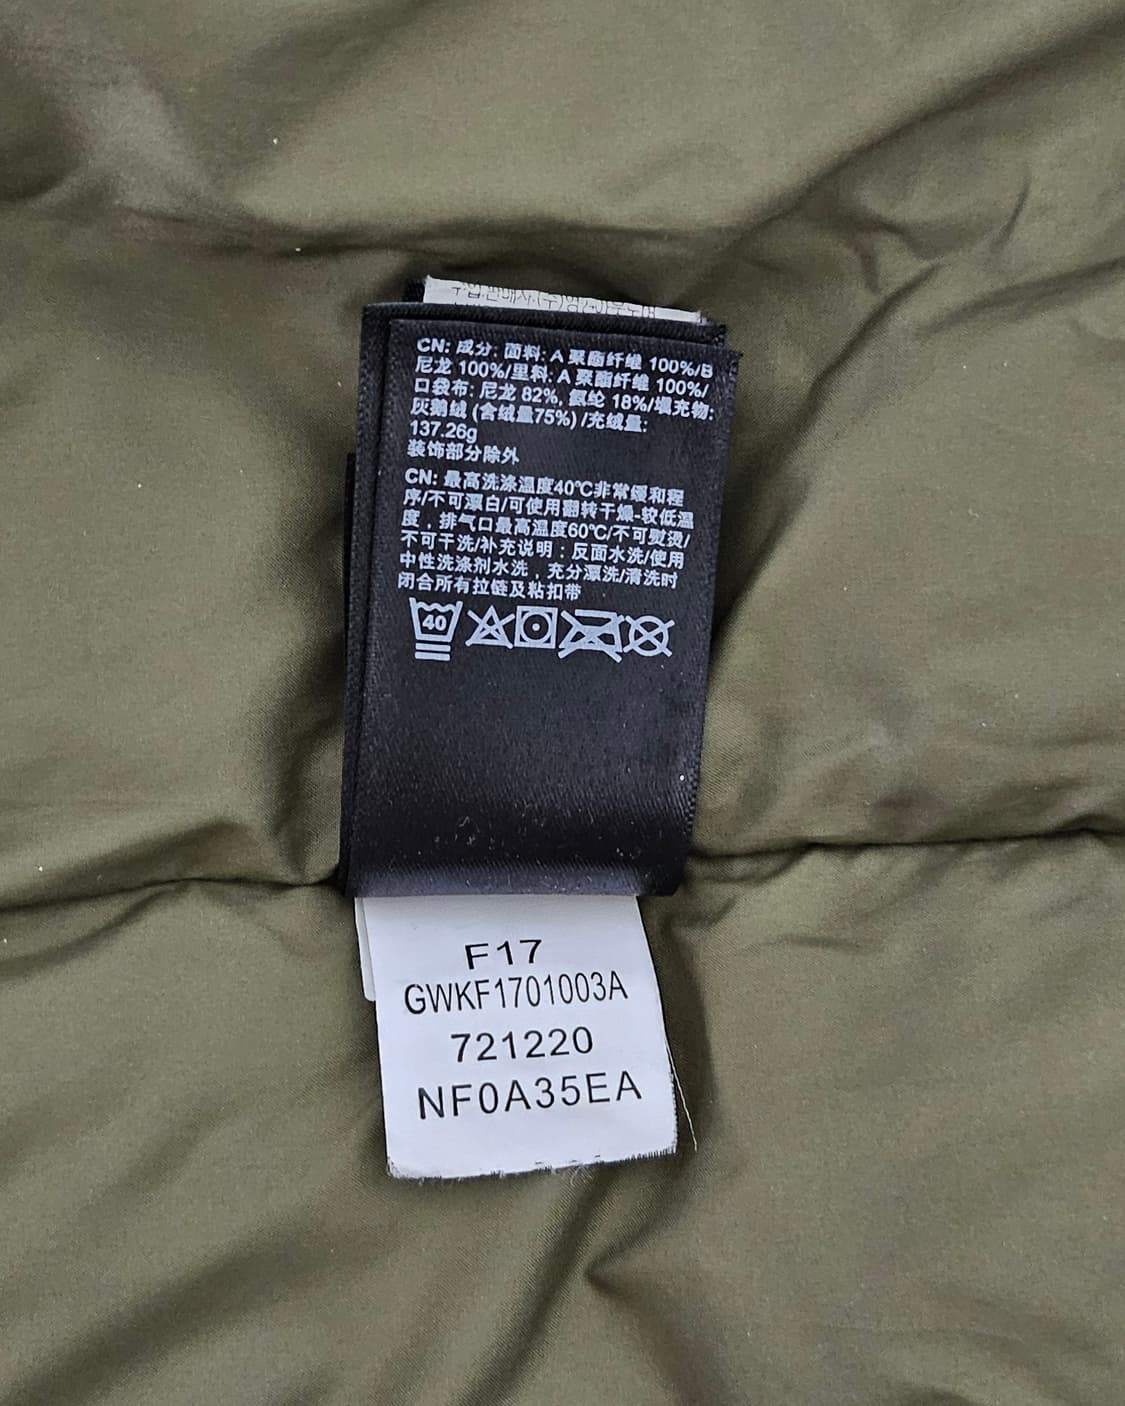 CN: 成分: 面料: A 聚酯纤维 100%/B
尼龙 100%/里料: A 聚酯纤维 100%/
口袋布: 尼龙 82%, 氨纶 18%/填充物:
灰鹅绒 (含绒量75%) /充绒量:
137.26g
装饰部分除外
CN: 最高洗涤温度40℃非常缓和程
序/不可漂白/可使用翻转干燥-较低温
度，排气口最高温度60℃/不可熨烫/
不可干洗/补充说明：反面水洗/使用
中性洗涤剂水洗，充分漂洗/清洗时
闭合所有拉链及粘扣带
40
F17
GWKF1701003A
721220
NF0A35EA